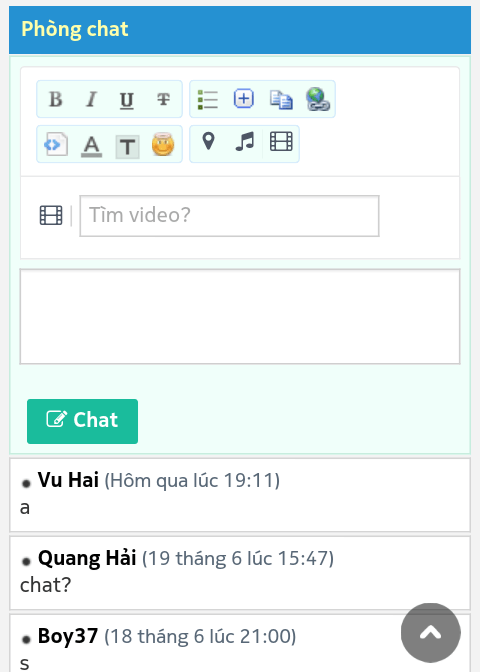 Phòng chat
B I U T
A T
Tìm video?
Chat
Vu Hai (Hôm qua lúc 19:11)
a
Quang Hải (19 tháng 6 lúc 15:47)
chat?
Boy37 (18 tháng 6 lúc 21:00)
s